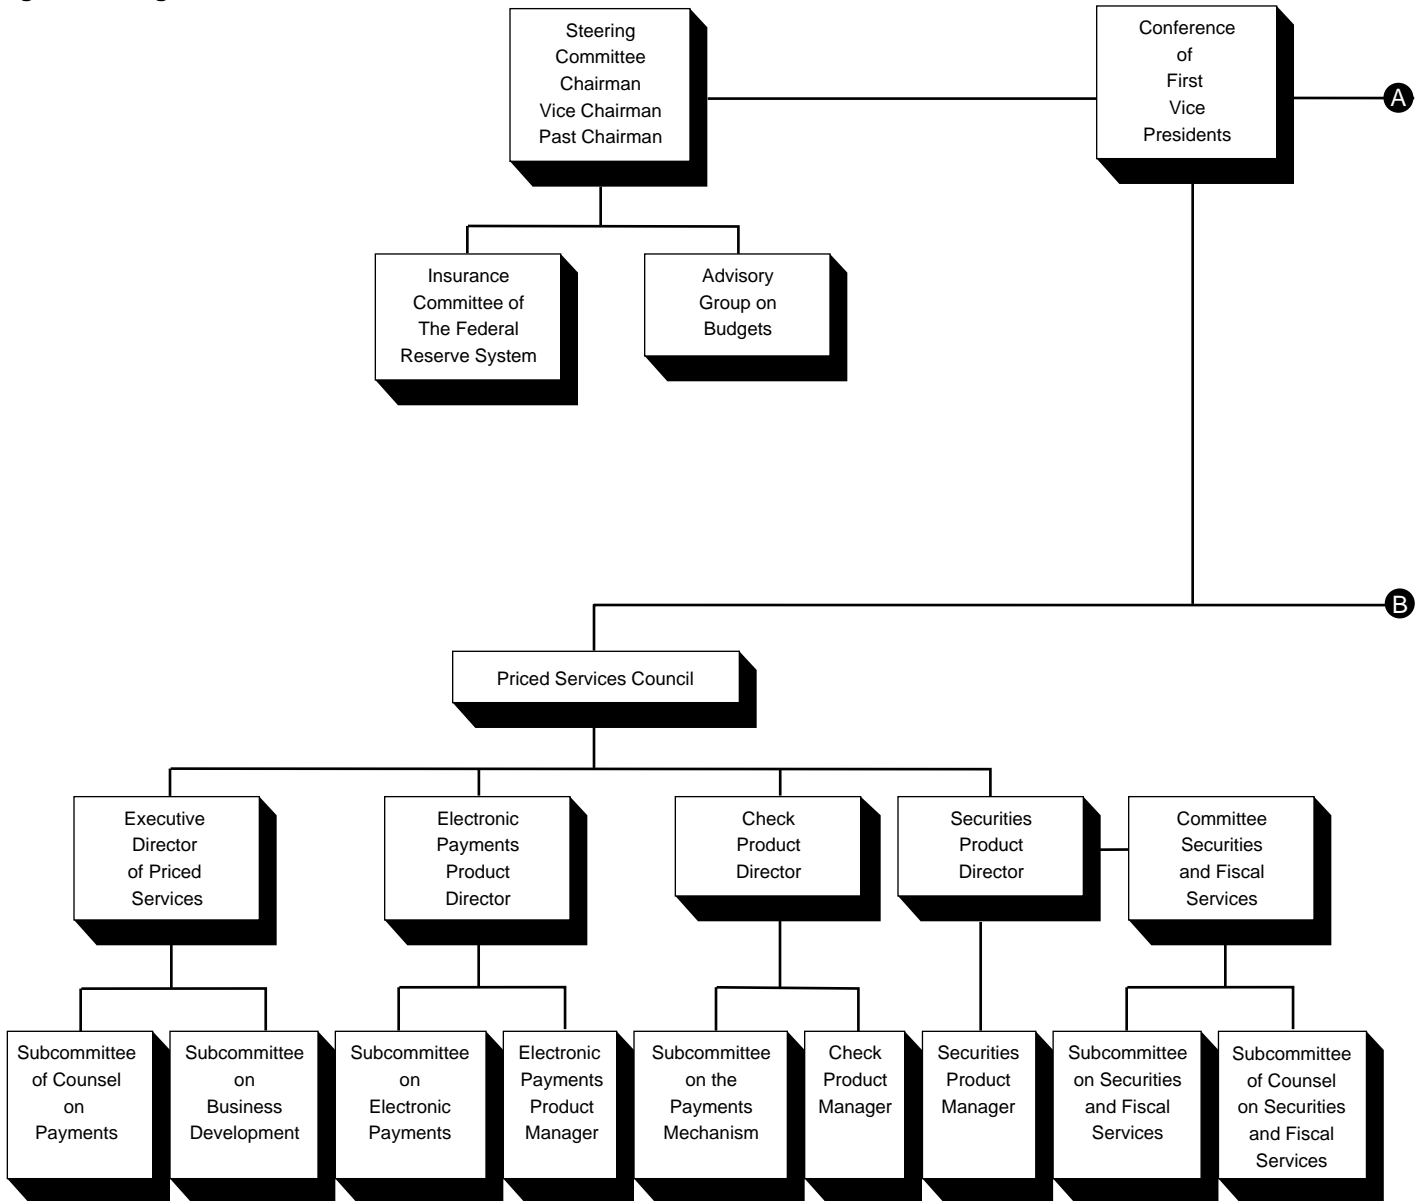 Steering
Committee
Chairman
Vice Chairman
Past Chairman
Conference
of
First
Vice
Presidents
A
Insurance
Committee of
The Federal
Reserve System
Advisory
Group on
Budgets
B
Priced Services Council
Executive
Director
of Priced
Services
Electronic
Payments
Product
Director
Check
Product
Director
Securities
Product
Director
Committee
Securities
and Fiscal
Services
Subcommittee
of Counsel
on
Payments
Subcommittee
on
Business
Development
Subcommittee
on
Electronic
Payments
Electronic
Payments
Product
Manager
Subcommittee
on the
Payments
Mechanism
Check
Product
Manager
Securities
Product
Manager
Subcommittee
on Securities
and Fiscal
Services
Subcommittee
of Counsel
on Securities
and Fiscal
Services